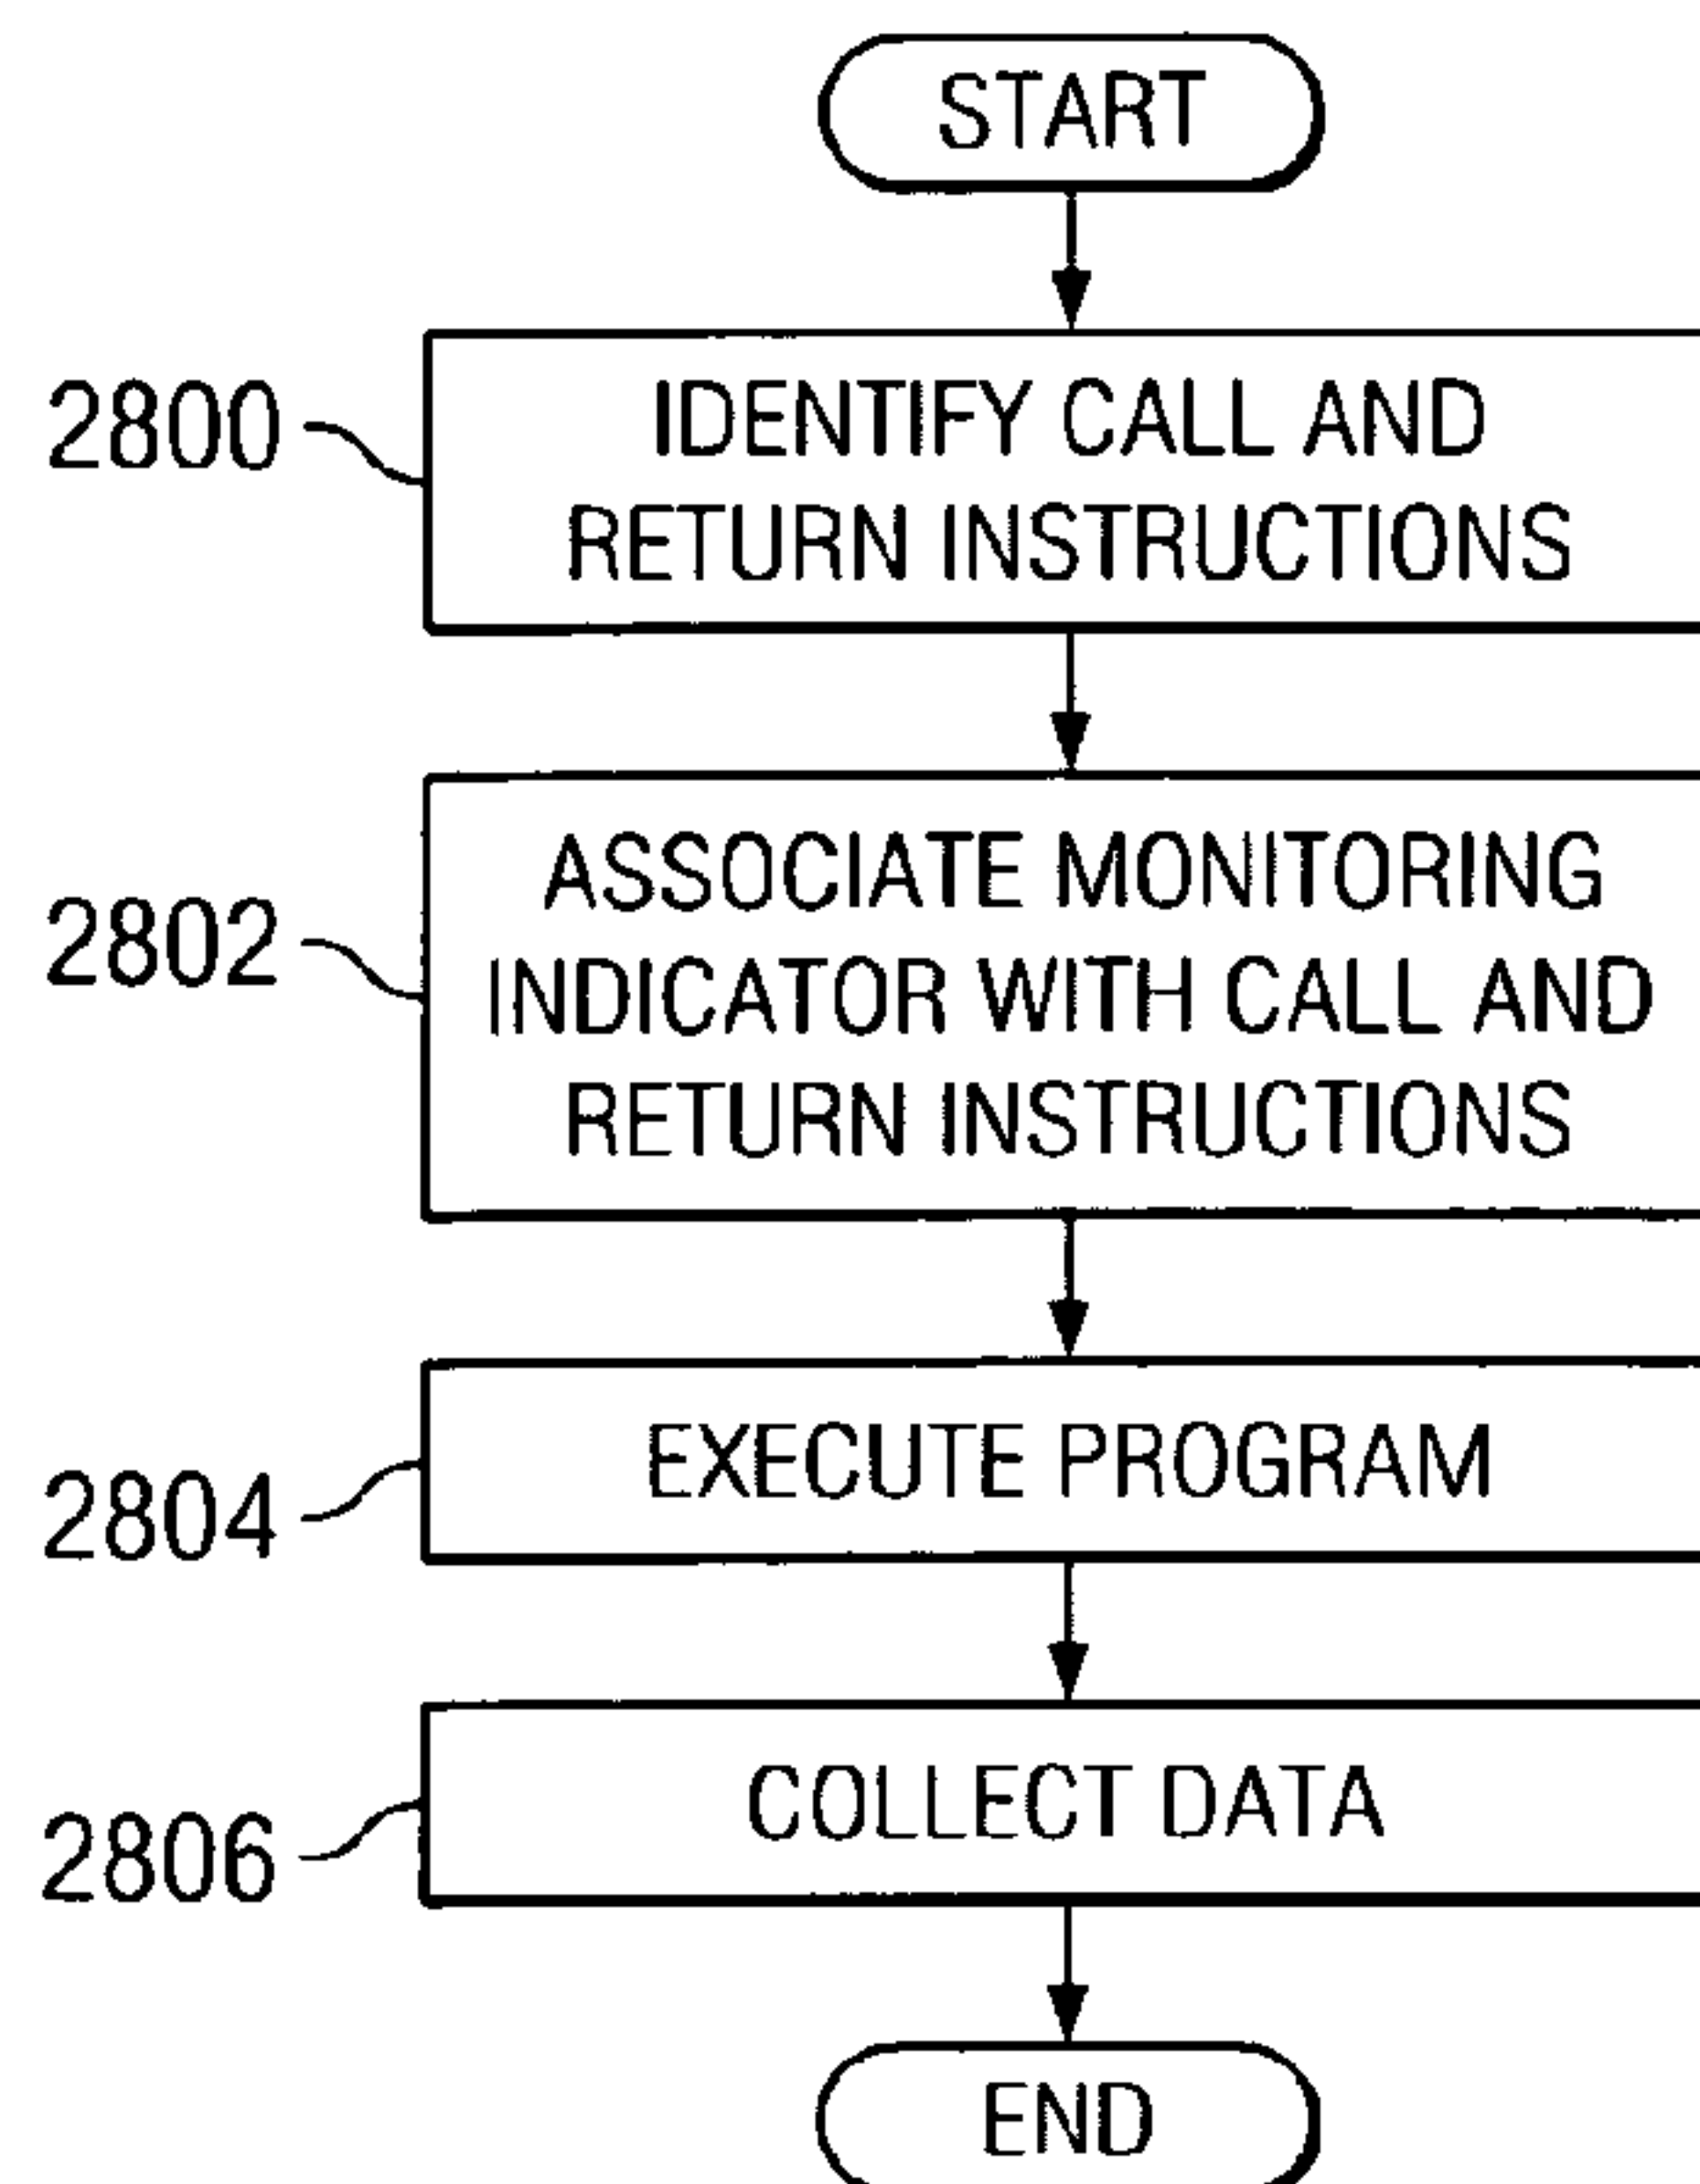 START
2800
IDENTIFY CALL AND
RETURN INSTRUCTIONS
2802
ASSOCIATE MONITORING
INDICATOR WITH CALL AND
RETURN INSTRUCTIONS
2804
EXECUTE PROGRAM
2806
COLLECT DATA
END